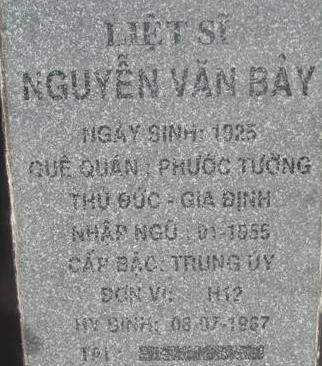 LIỆT SĨ
NGUYỄN VĂN BẢY
NGÀY SINH: 1925
QUÊ QUÁN : PHƯỚC TƯỜNG
THỦ ĐỨC - GIA ĐỊNH
NHẬP NGŨ : 01-1955
CẤP BẬC: TRUNG ÚY
ĐƠN VỊ: H12
HY SINH: 08-07-1967
TẠI :